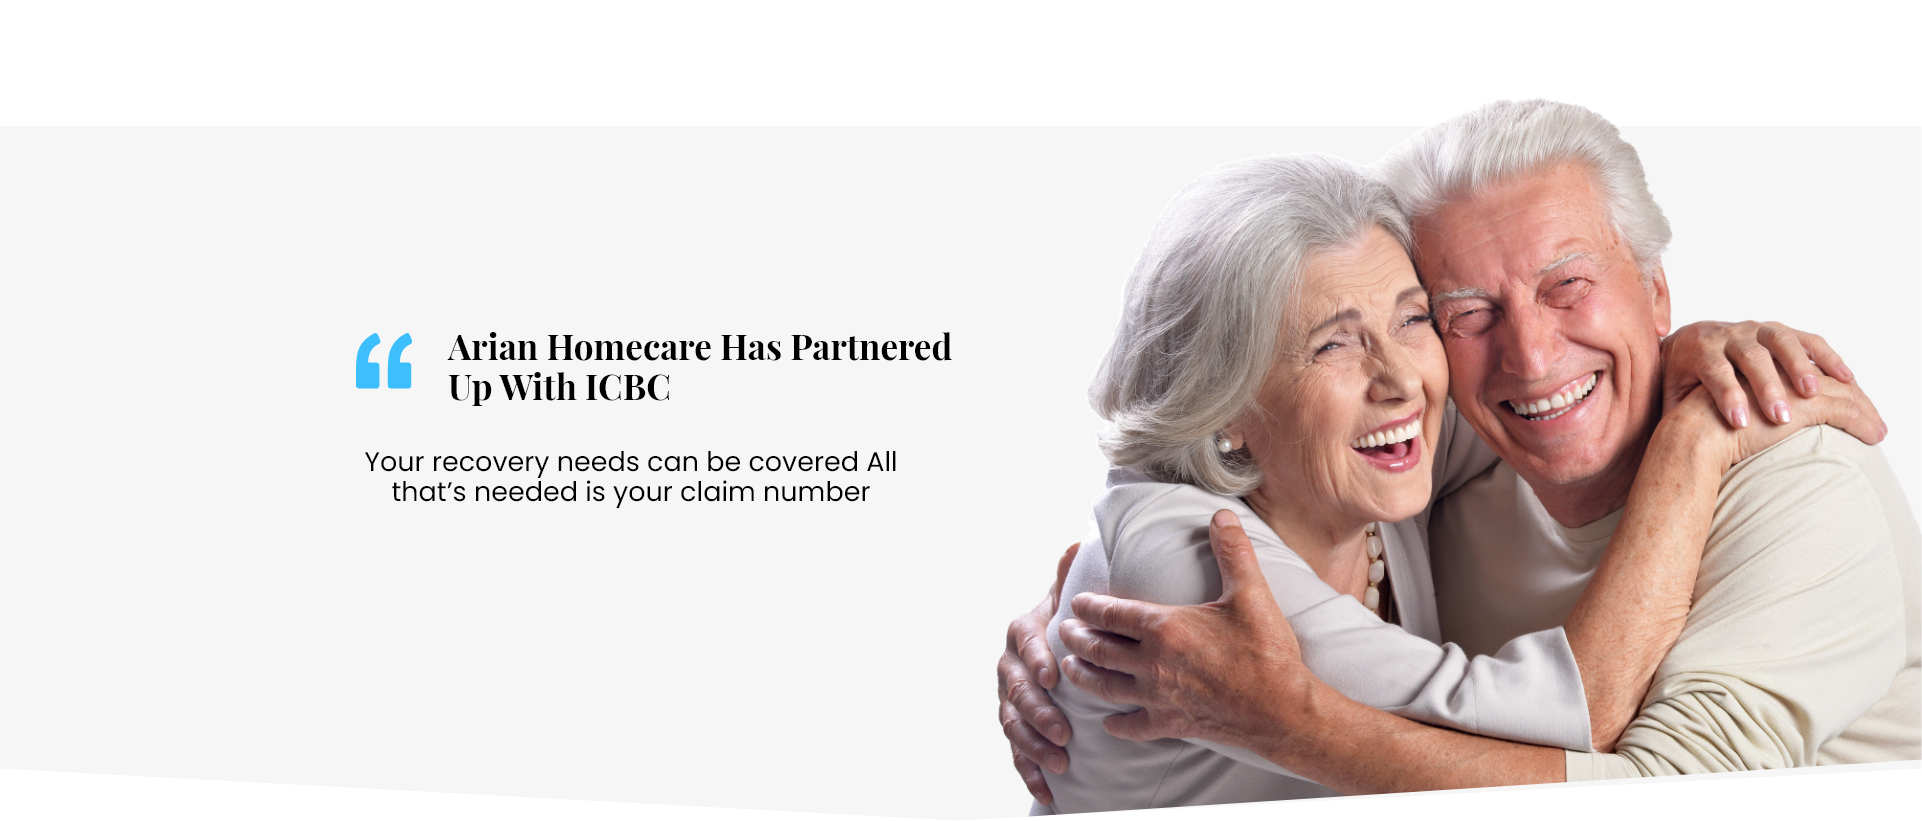 Arian Homecare Has Partnered
Up With ICBC
Your recovery needs can be covered All
that’s needed is your claim number